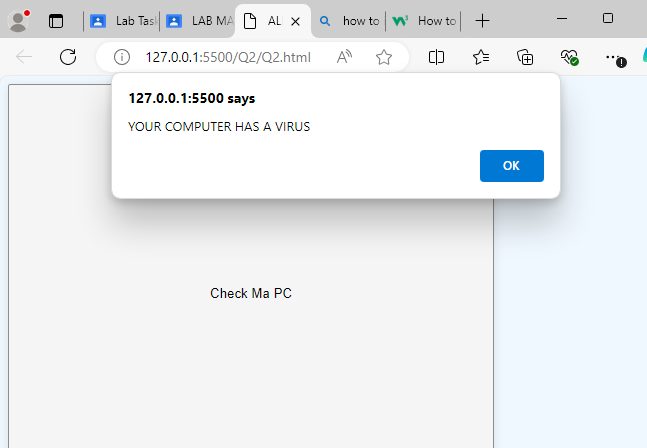 Lab Tas
LAB MA
AL
how to
How to
127.0.0.1:5500/Q2/Q2.html
127.0.0.1:5500 says
YOUR COMPUTER HAS A VIRUS
OK
Check Ma PC